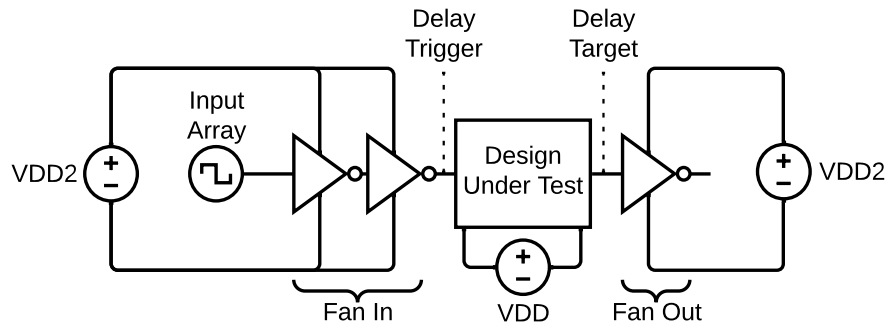 Delay
Trigger
Delay
Target
Input
Array
VDD2
Design
Under Test
VDD2
Fan In
VDD
Fan Out